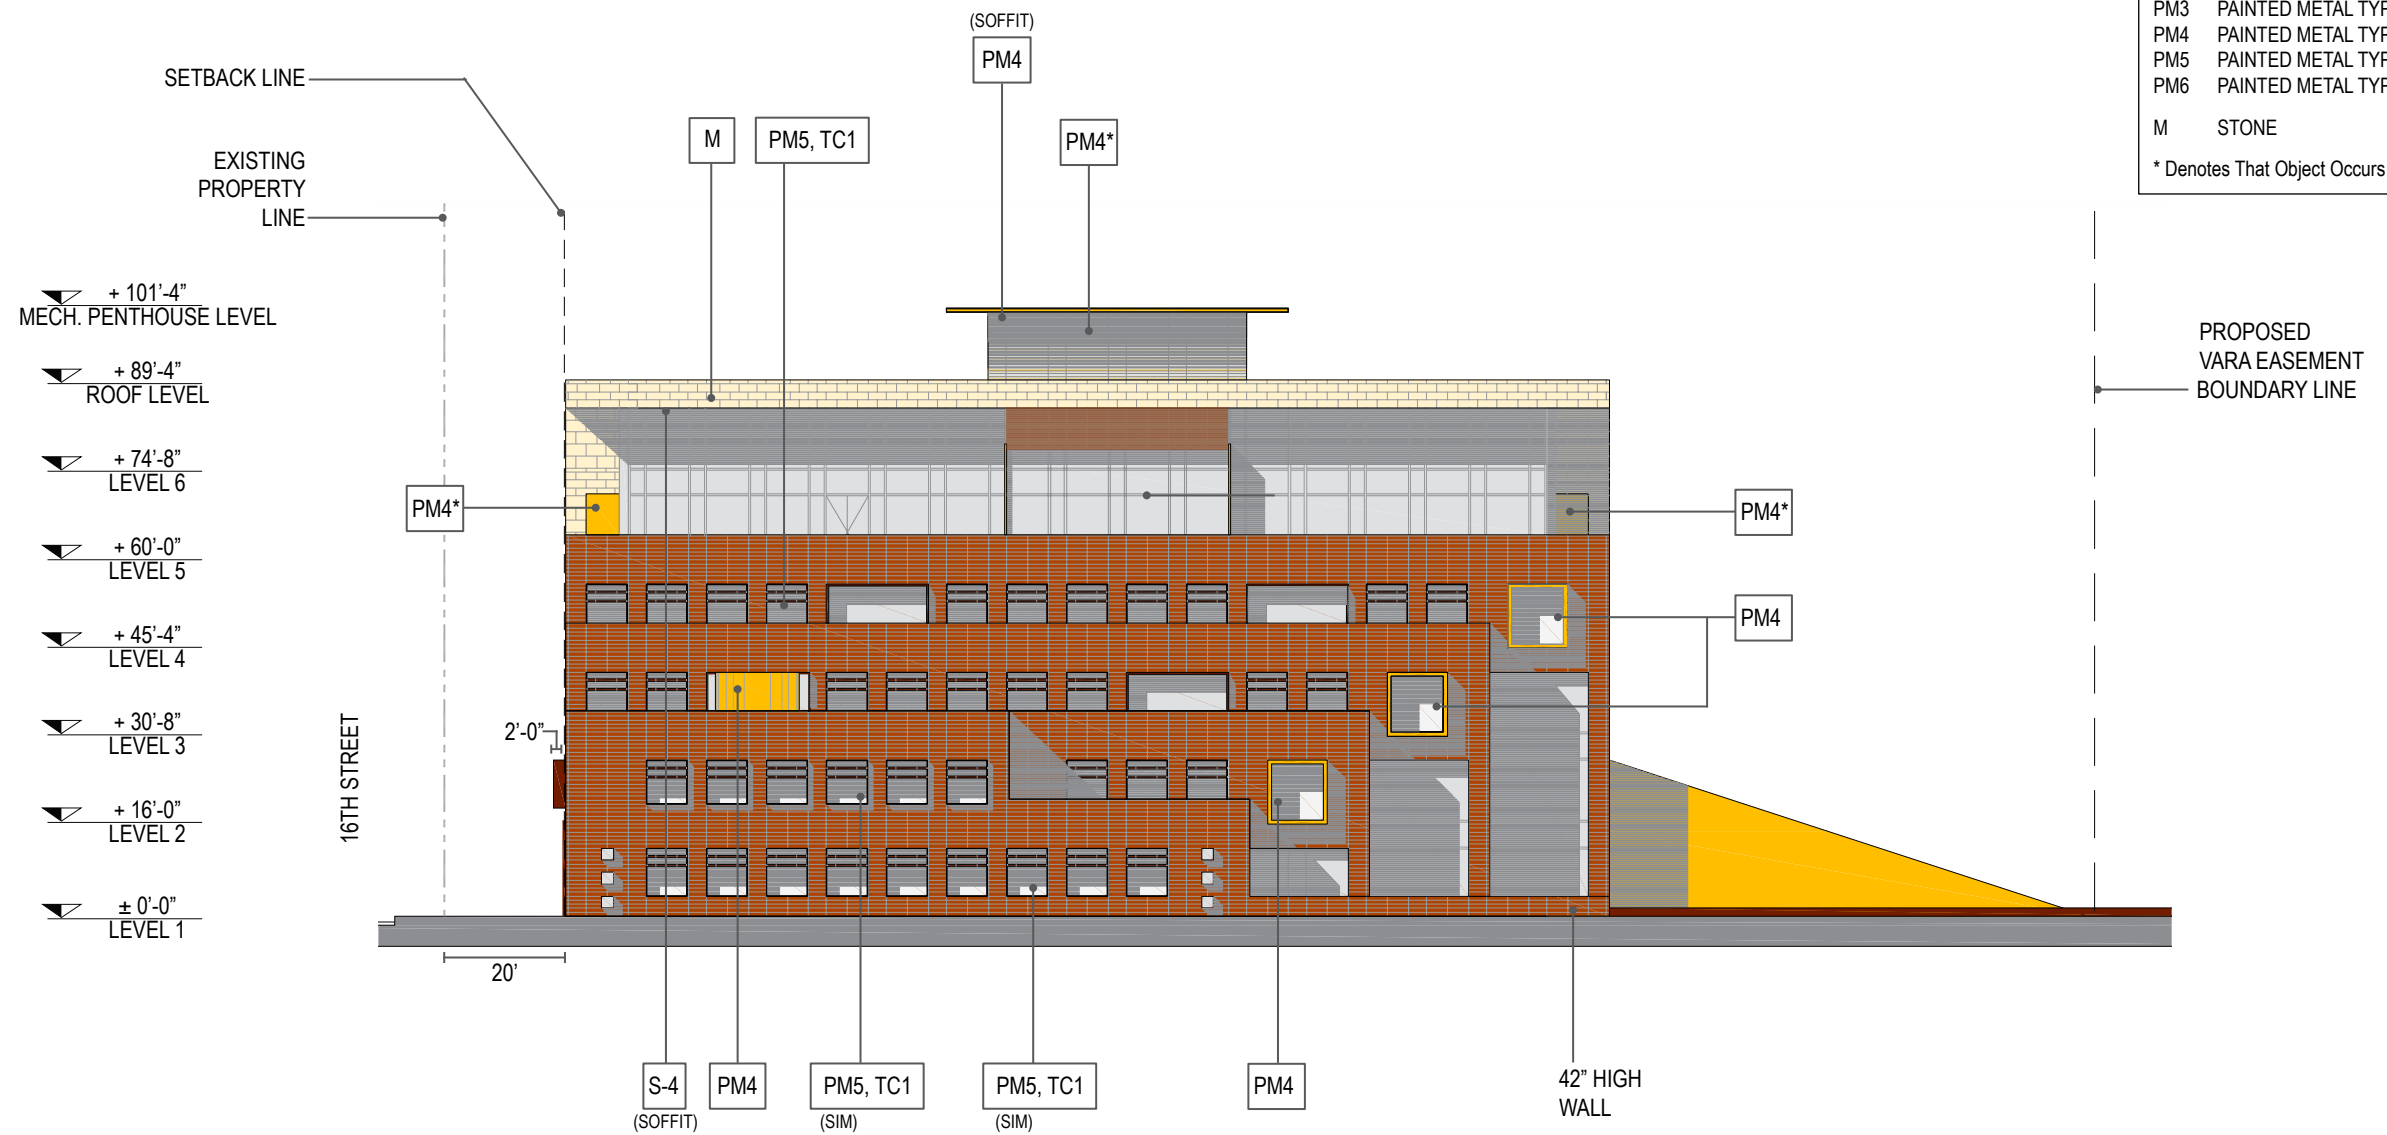 (SOFFIT)
PM4
PM3 PAINTED METAL TYP
PM4 PAINTED METAL TYP
PM5 PAINTED METAL TYP
PM6 PAINTED METAL TYP
M STONE
* Denotes That Object Occurs
SETBACK LINE
M
PM5, TC1
PM4*
EXISTING
PROPERTY
LINE
+ 101’-4”
MECH. PENTHOUSE LEVEL
+ 89’-4”
ROOF LEVEL
+ 74’-8”
LEVEL 6
+ 60’-0”
LEVEL 5
+ 45’-4”
LEVEL 4
+ 30’-8”
LEVEL 3
+ 16’-0”
LEVEL 2
± 0’-0”
LEVEL 1
PROPOSED
VARA EASEMENT
BOUNDARY LINE
PM4*
PM4*
PM4
2’-0”
16TH STREET
20’
S-4
(SOFFIT)
PM4
PM5, TC1
(SIM)
PM5, TC1
(SIM)
PM4
42” HIGH
WALL